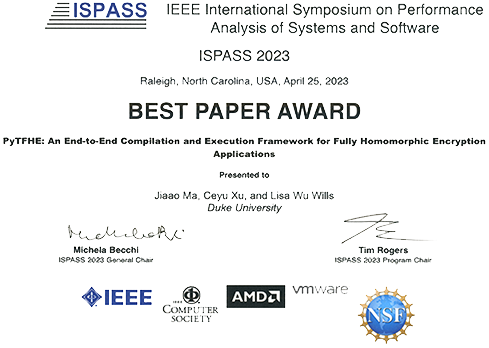 ISPASS
IEEE International Symposium on Performance
Analysis of Systems and Software
ISPASS 2023
Raleigh, North Carolina, USA, April 25, 2023
BEST PAPER AWARD
PyTFHE: An End-to-End Compilation and Execution Framework for Fully Homomorphic Encryption
Applications
Presented to
Jiaao Ma, Ceyu Xu, and Lisa Wu Wills
Duke University
Michela Becchi
ISPASS 2023 General Chair
Tim Rogers
ISPASS 2023 Program Chair
IEEE
IEEE
COMPUTER
SOCIETY
AMD
vmware
NSF